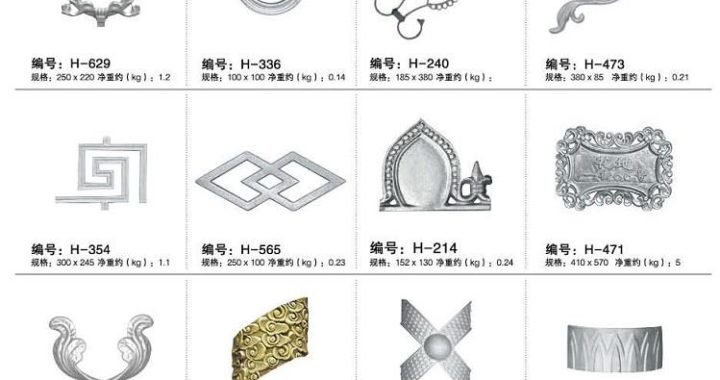 编号：H-629
规格：250 x 220 净重约（kg）：1.2
编号：H-336
规格：100 x 100 净重约（kg）：0.14
编号：H-240
规格：185 x 380 净重约（kg）：
编号：H-473
规格：380 x 85 净重约（kg）：0.21
编号：H-354
规格：300 x 245 净重约（kg）：1.1
编号：H-565
规格：250 x 100 净重约（kg）：0.23
编号：H-214
规格：152 x 130 净重约（kg）：0.24
编号：H-471
规格：410 x 570 净重约（kg）：5